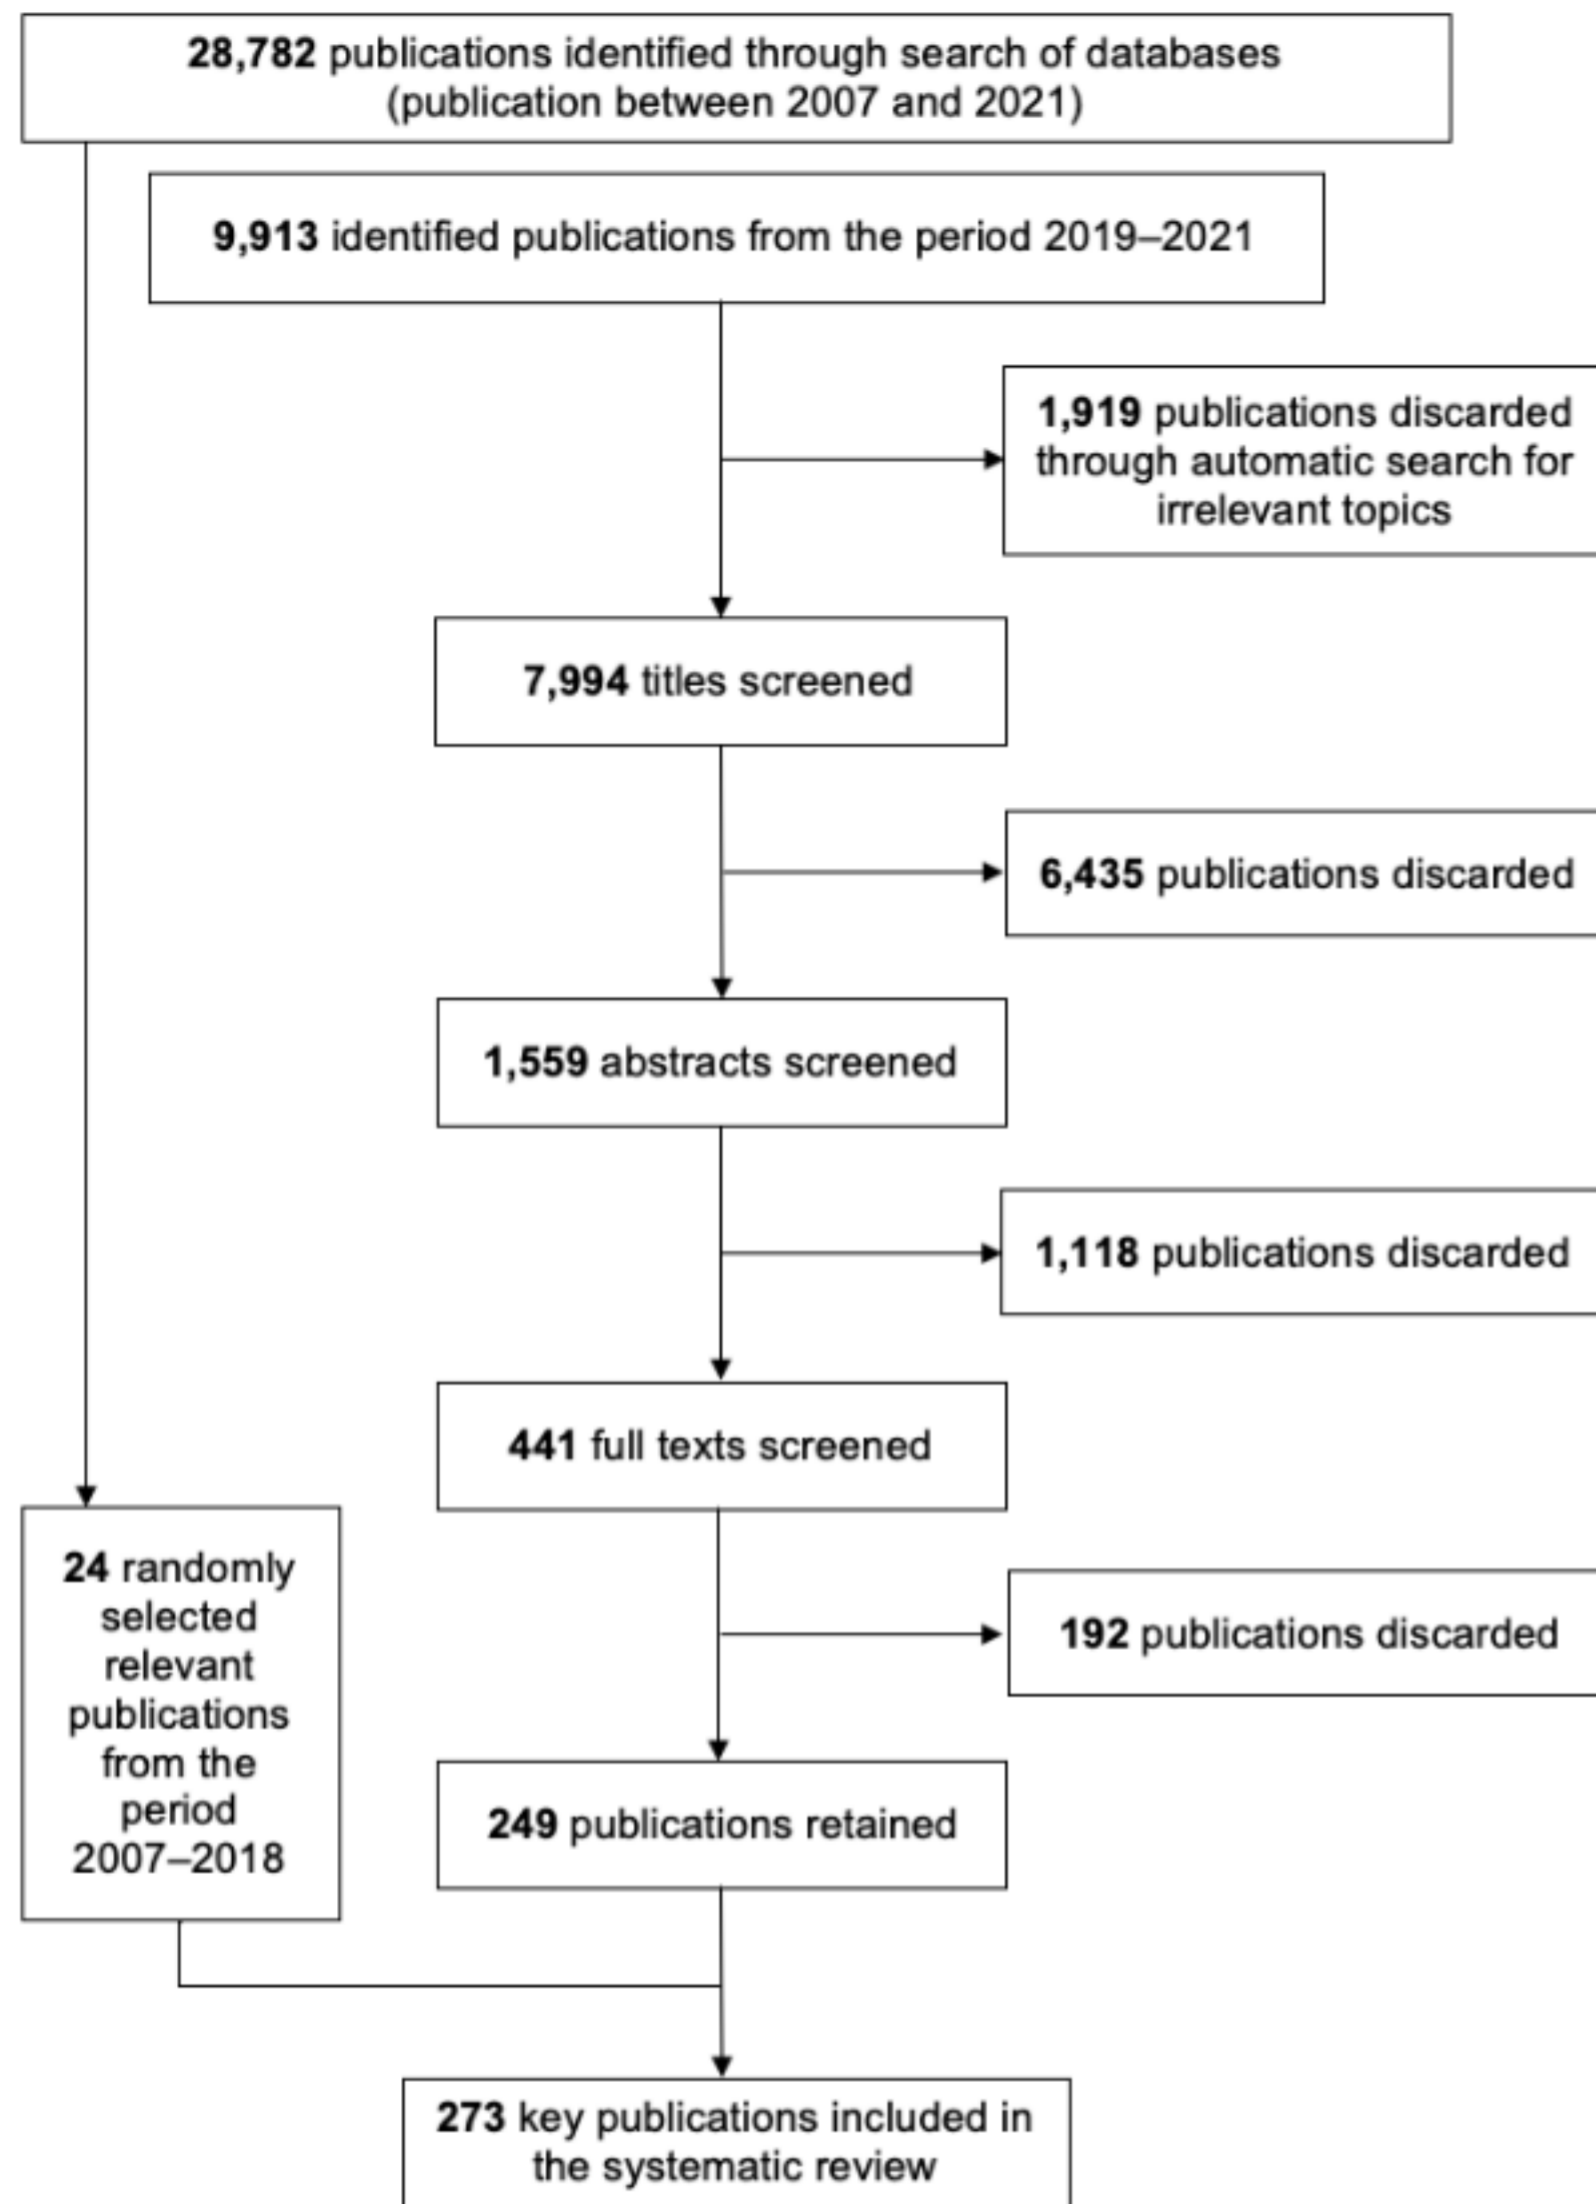 28,782 publications identified through search of databases
(publication between 2007 and 2021)
9,913 identified publications from the period 2019–2021
1,919 publications discarded
through automatic search for
irrelevant topics
7,994 titles screened
6,435 publications discarded
1,559 abstracts screened
1,118 publications discarded
441 full texts screened
24 randomly
selected
relevant
publications
from the
period
2007–2018
192 publications discarded
249 publications retained
273 key publications included in
the systematic review